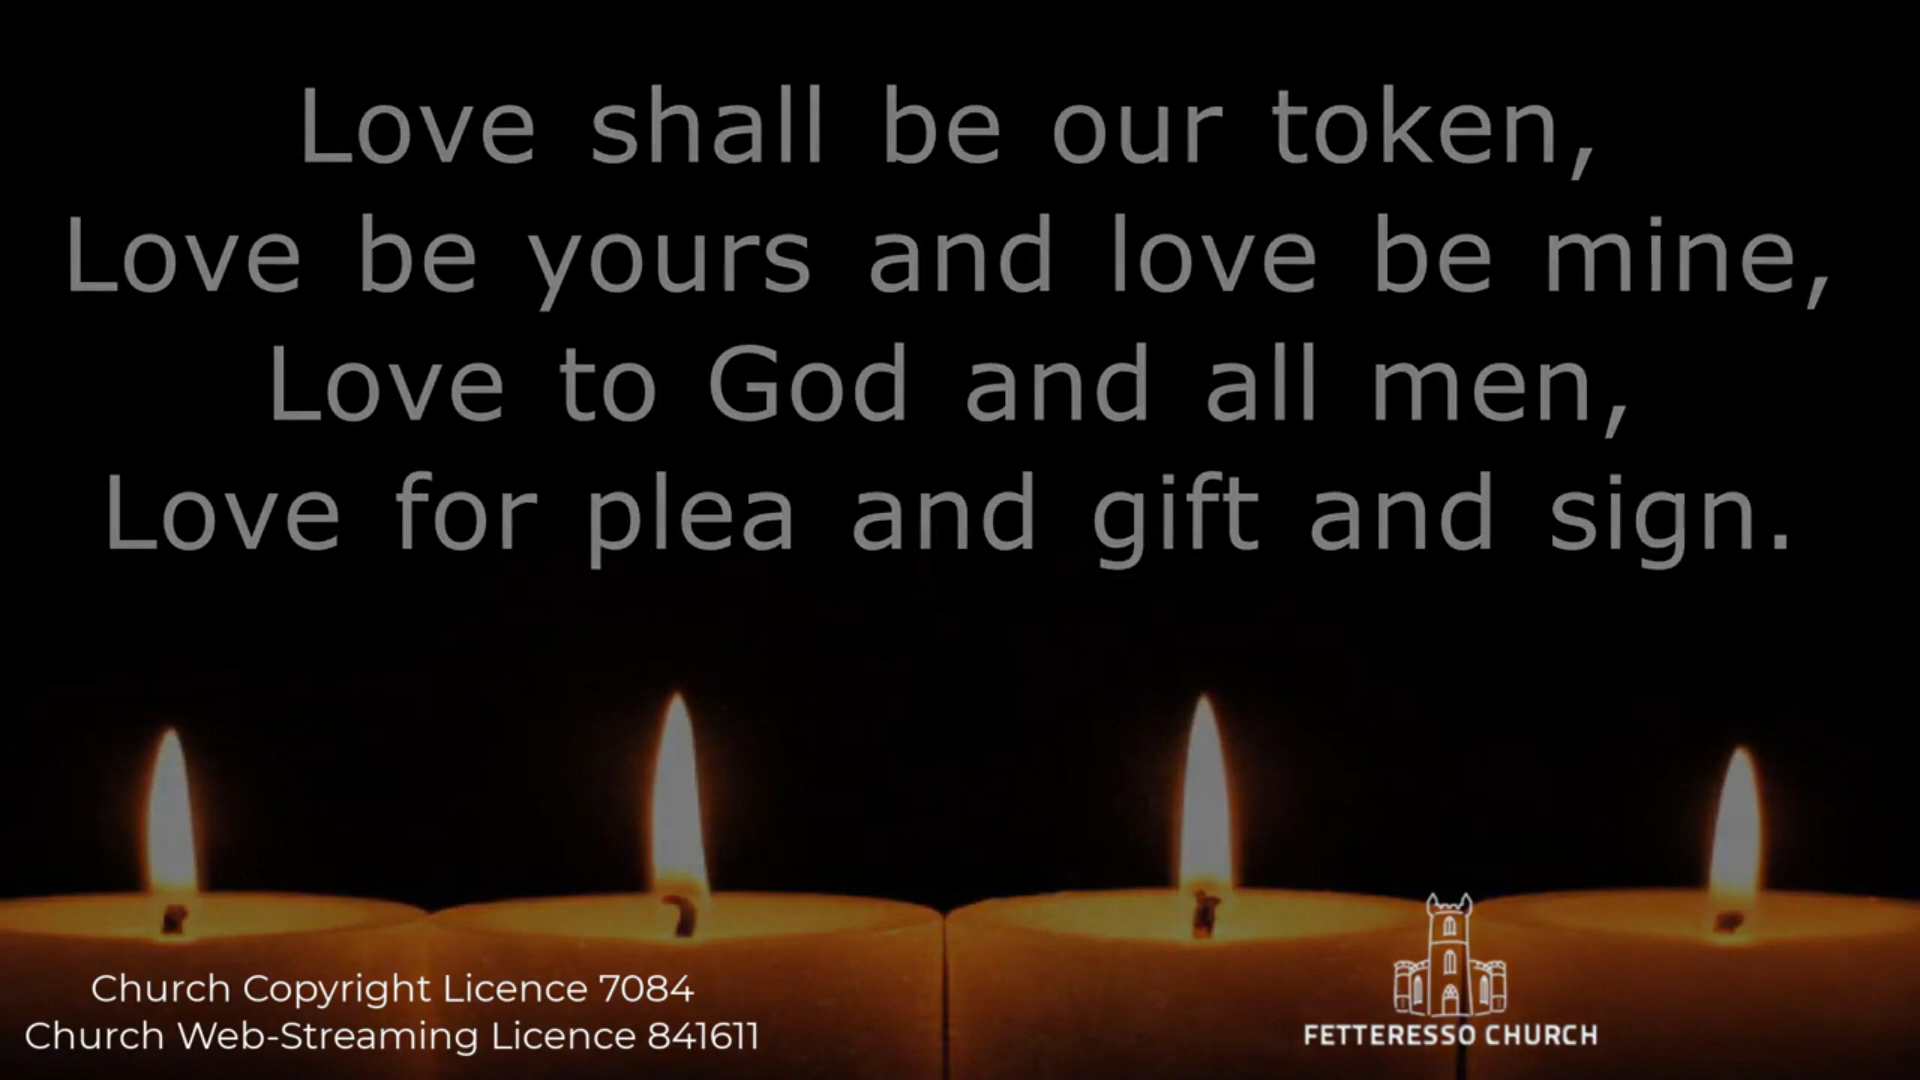 Love shall be our token,
Love be yours and love be mine,
Love to God and all men,
Love for plea and gift and sign.
Church Copyright Licence 7084
Church Web-Streaming Licence 841611
FETTERESSO CHURCH